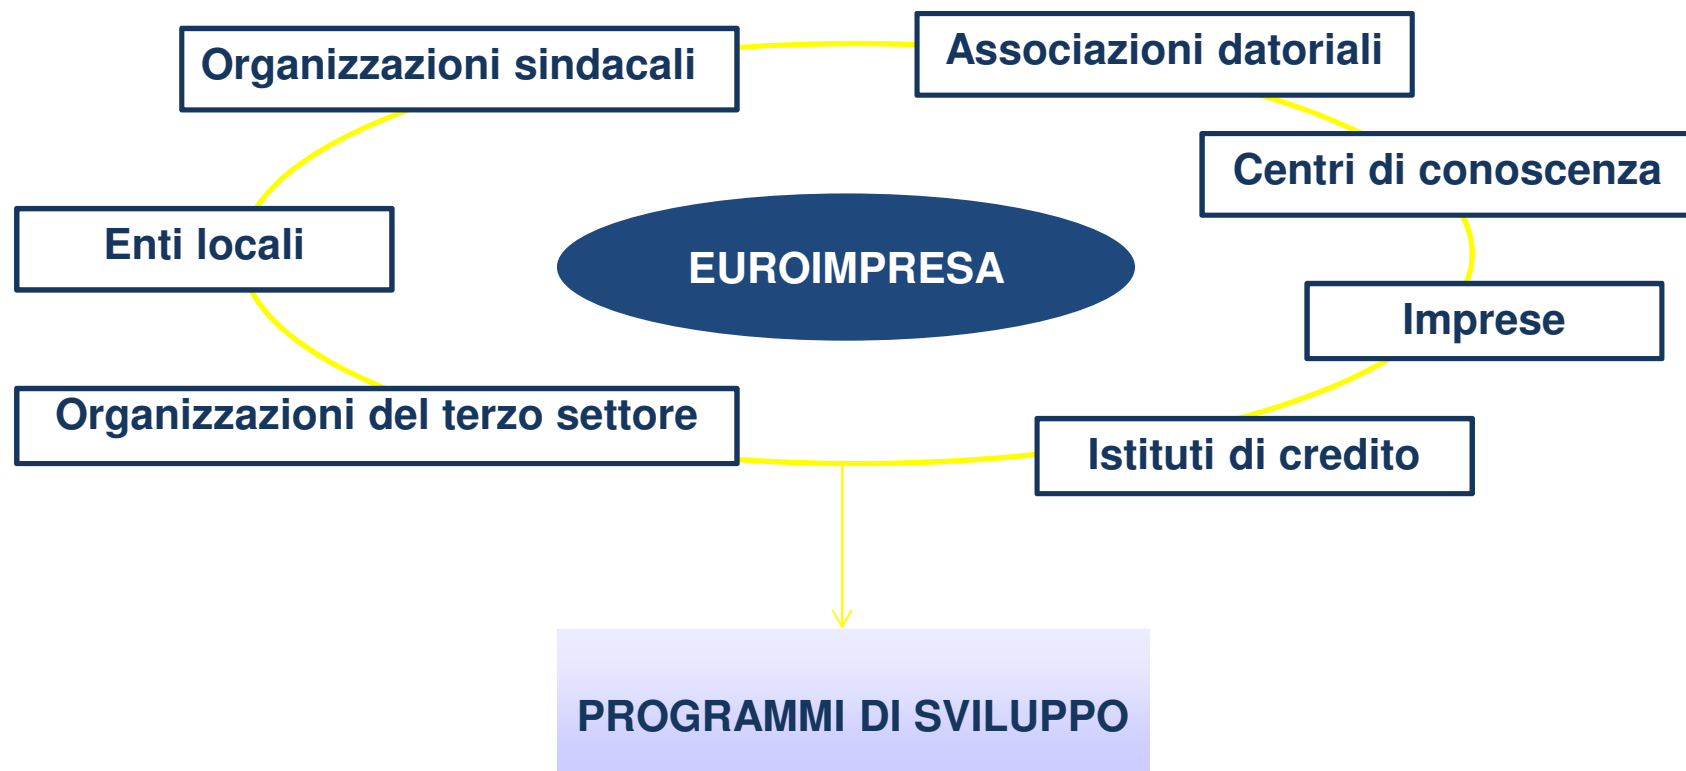 Organizzazioni sindacali
Associazioni datoriali
Centri di conoscenza
Enti locali
EUROIMPRESA
Imprese
Organizzazioni del terzo settore
Istituti di credito
PROGRAMMI DI SVILUPPO